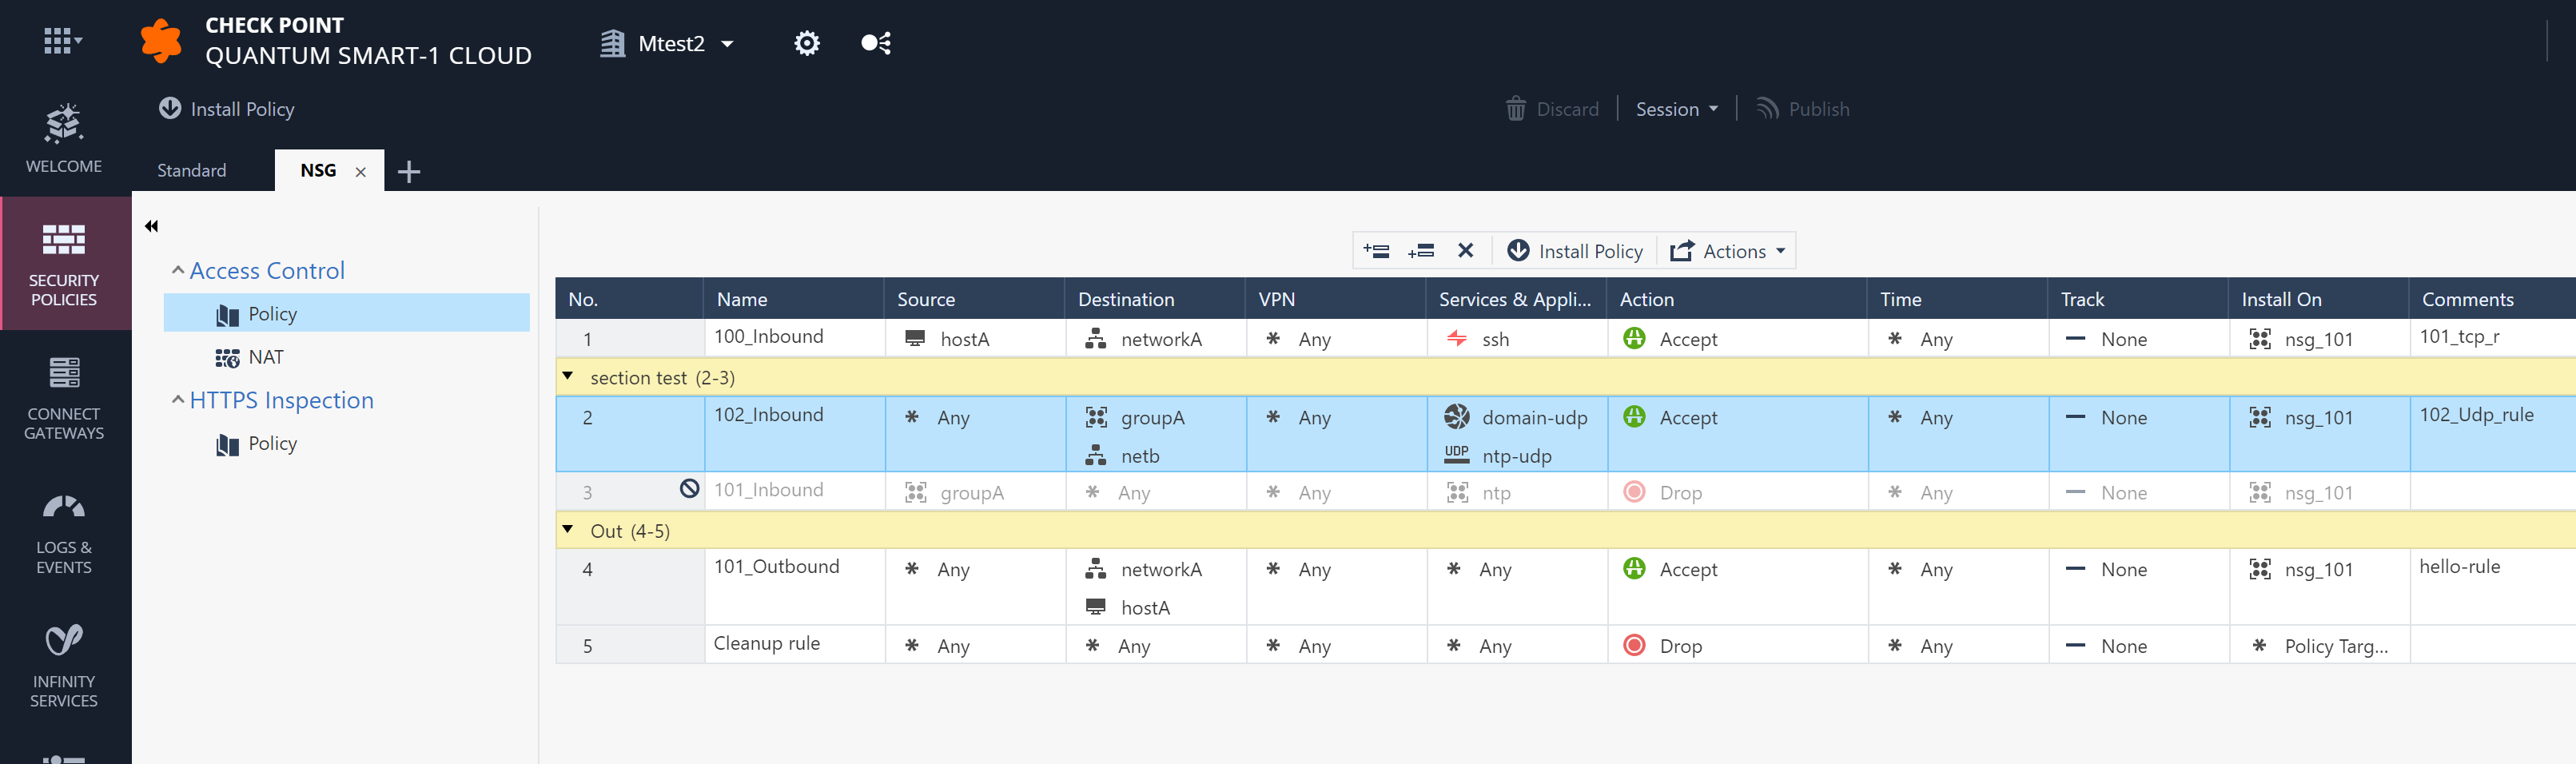 CHECK POINT
QUANTUM SMART-1 CLOUD
Mtest2
Install Policy
Discard
Session
Publish
WELCOME
Standard
NSG
SECURITY
POLICIES
CONNECT
GATEWAYS
LOGS &
EVENTS
INFINITY
SERVICES
Access Control
Policy
NAT
HTTPS Inspection
Policy
Install Policy
Actions
No. Name Source Destination VPN Services & Appli... Action Time Track Install On Comments
1 100_Inbound hostA networkA * Any ssh Accept * Any None nsg_101 101_tcp_r
section test (2-3)
2 102_Inbound * Any groupA * Any domain-udp Accept * Any None nsg_101 102_Udp_rule
netb UDP ntp-udp
3 101_Inbound groupA * Any * Any ntp Drop * Any None nsg_101
Out (4-5)
4 101_Outbound * Any networkA * Any * Any Accept * Any None nsg_101 hello-rule
hostA
5 Cleanup rule * Any * Any * Any * Any Drop * Any None * Policy Targ...